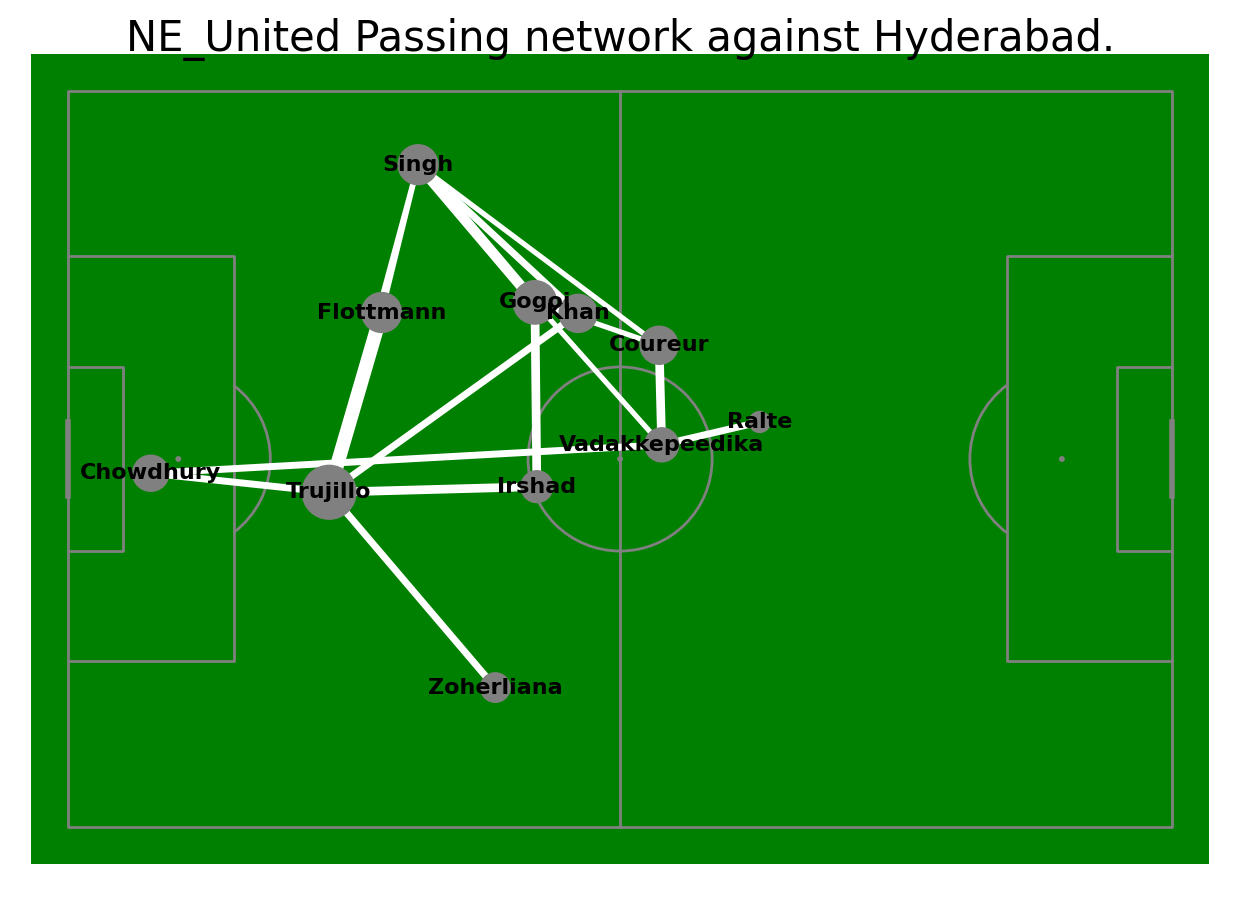 NE_United Passing network against Hyderabad.
Singh
Gogoi
Flottmann
Khan
Coureur
Ralte
Vadakkepeedika
Chowdhury
Irshad
Trujillo
Zoherliana